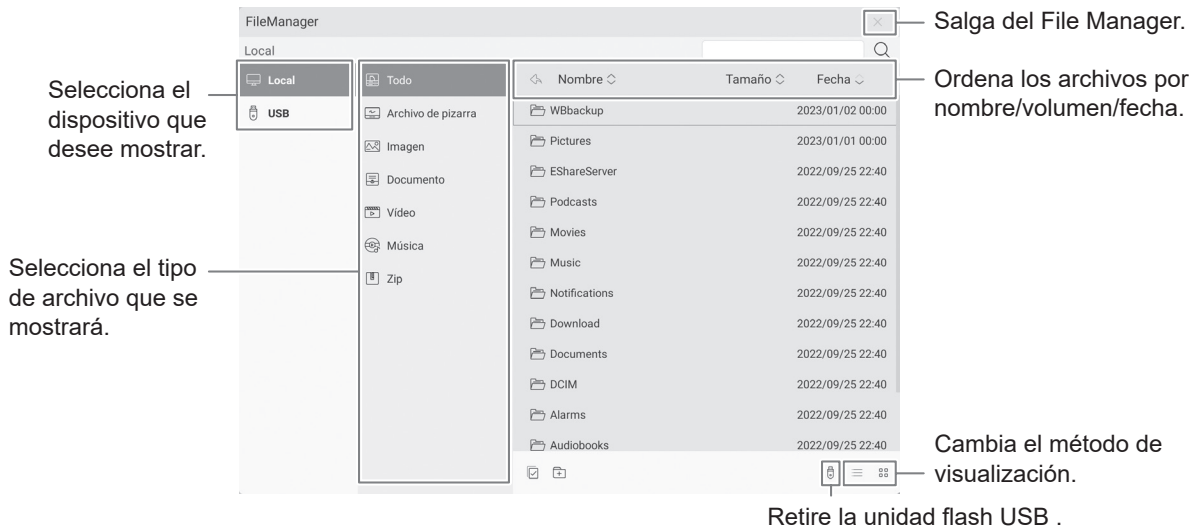 FileManager
Salga del File Manager.
Local
Selecciona el
dispositivo que
desee mostrar.
Local
USB
Selecciona el tipo
de archivo que se
mostrará.
Todo
Archivo de pizarra
Imagen
Documento
Vídeo
Música
Zip
Nombre Tamaño Fecha
Ordena los archivos por
nombre/volumen/fecha.
WBbackup 2023/01/02 00:00
Pictures 2023/01/01 00:00
EShareServer 2022/09/25 22:40
Podcasts 2022/09/25 22:40
Movies 2022/09/25 22:40
Music 2022/09/25 22:40
Notifications 2022/09/25 22:40
Download 2022/09/25 22:40
Documents 2022/09/25 22:40
DCIM 2022/09/25 22:40
Alarms 2022/09/25 22:40
Audiobooks 2022/09/25 22:40
Cambia el método de
visualización.
Retire la unidad flash USB .